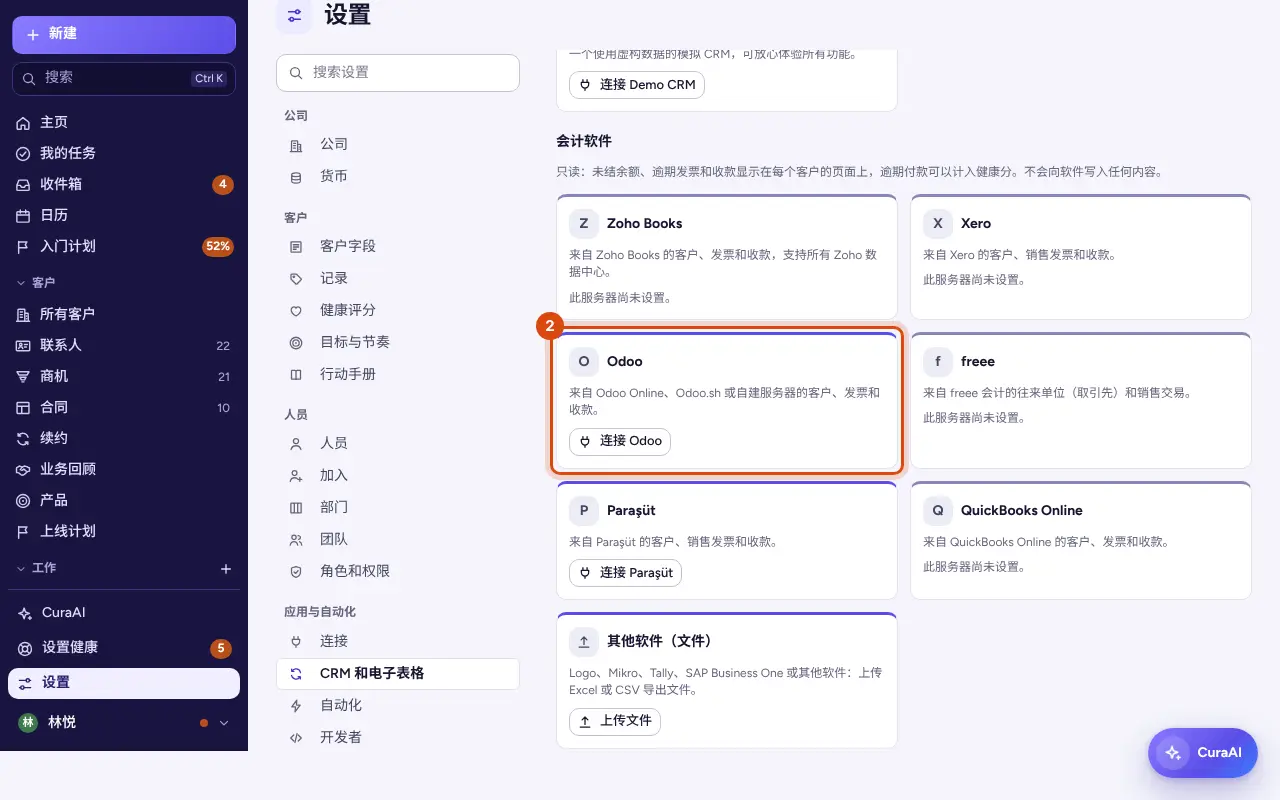 新建
搜索
Ctrl K
主页
我的任务
收件箱
4
日历
入门计划
52%
客户
所有客户
联系人
22
商机
21
合同
10
续约
业务回顾
产品
上线计划
工作
CuraAI
设置健康
5
设置
林
林悦
设置
搜索设置
公司
公司
货币
客户
客户字段
记录
健康评分
目标与节奏
行动手册
人员
人员
加入
部门
团队
角色和权限
应用与自动化
连接
CRM 和电子表格
自动化
开发者
一个使用虚构数据的模拟 CRM，可放心体验所有功能。
连接 Demo CRM
会计软件
只读：未结余额、逾期发票和收款显示在每个客户的页面上，逾期付款可以计入健康分。不会向软件写入任何内容。
Z
Zoho Books
来自 Zoho Books 的客户、发票和收款，支持所有 Zoho 数
据中心。
此服务器尚未设置。
X
Xero
来自 Xero 的客户、销售发票和收款。
此服务器尚未设置。
2
O
Odoo
来自 Odoo Online、Odoo.sh 或自建服务器的客户、发票和
收款。
连接 Odoo
f
freee
来自 freee 会计的往来单位（取引先）和销售交易。
此服务器尚未设置。
P
Paraşüt
来自 Paraşüt 的客户、销售发票和收款。
连接 Paraşüt
Q
QuickBooks Online
来自 QuickBooks Online 的客户、发票和收款。
此服务器尚未设置。
其他软件（文件）
Logo、Mikro、Tally、SAP Business One 或其他软件：上传
Excel 或 CSV 导出文件。
上传文件
CuraAI